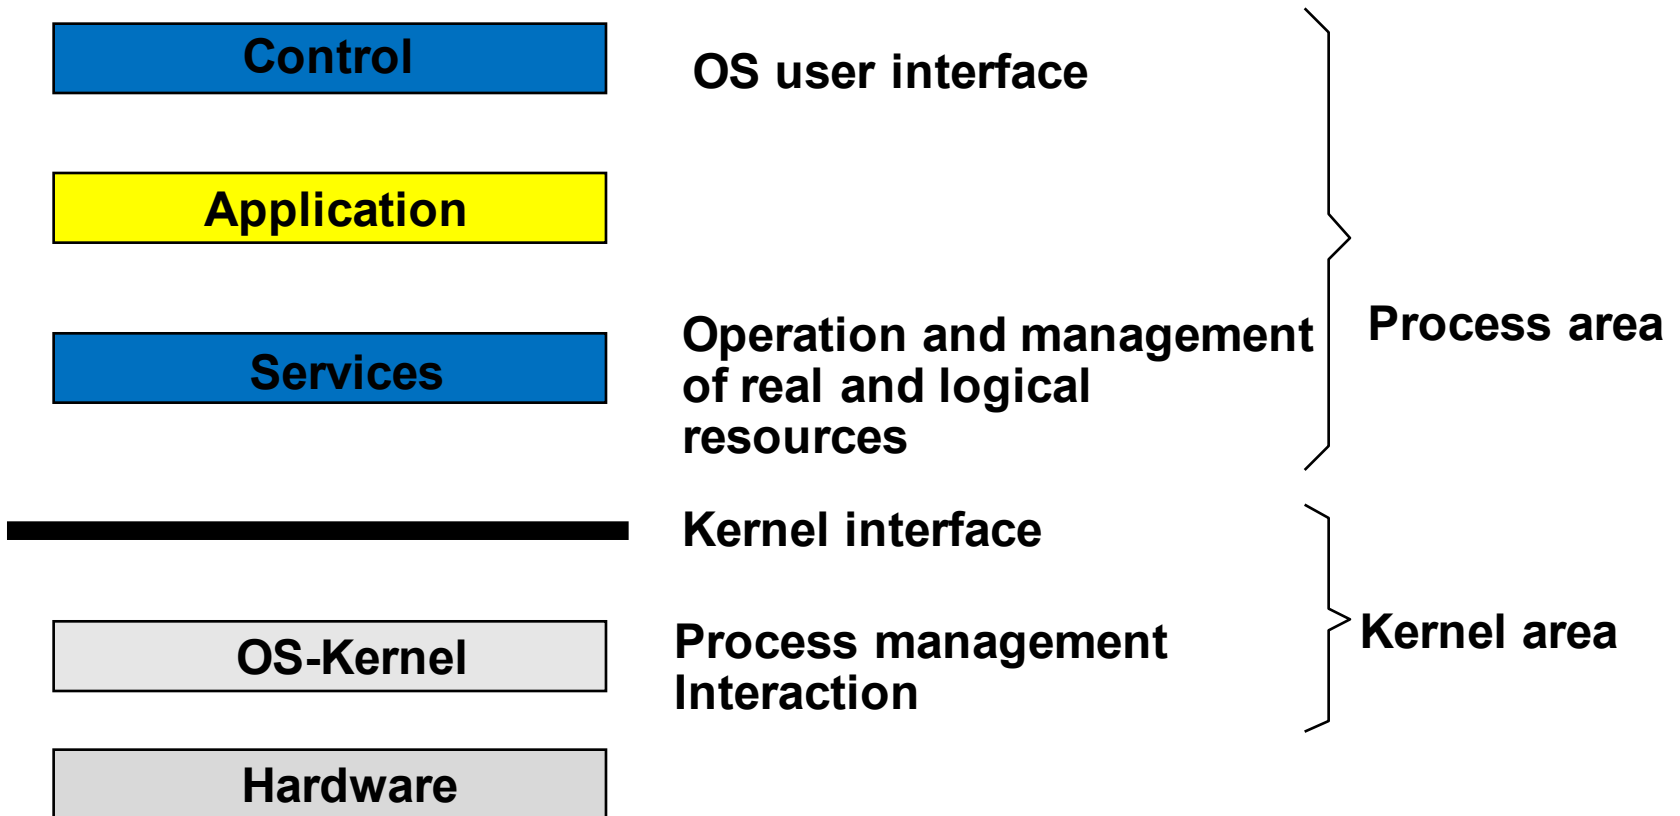 Control
OS user interface
Application
Services
Operation and management
of real and logical
resources
Process area
Kernel interface
OS-Kernel
Process management
Interaction
Kernel area
Hardware